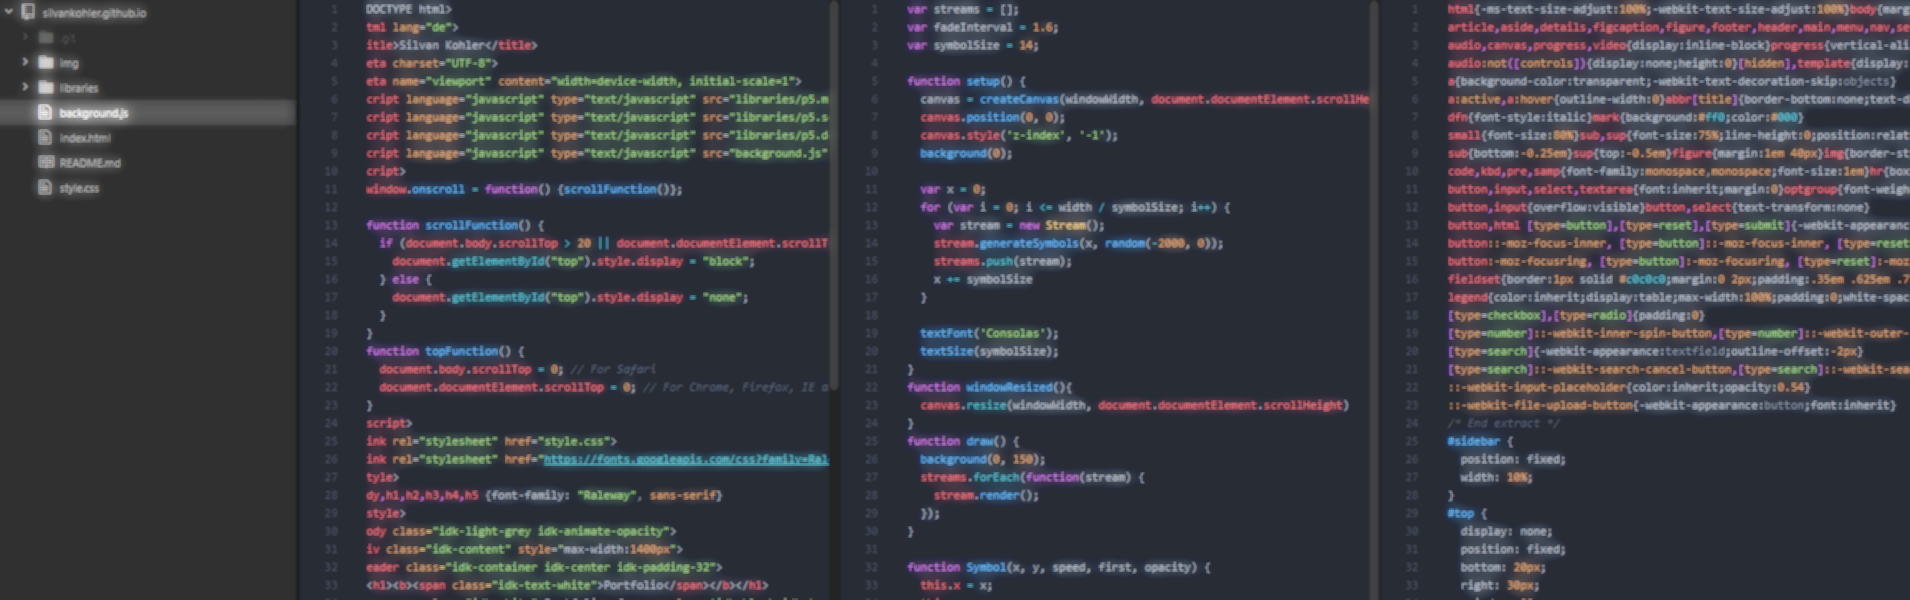 silvankohler.github.io
.git
img
libraries
background.js
index.html
README.md
style.css
1 DOCTYPE html>
2 tml lang="de">
3 itle>Silvan Kohler</title>
4 eta charset="UTF-8">
5 eta name="viewport" content="width=device-width, initial-scale=1">
6 cript language="javascript" type="text/javascript" src="libraries/p5.m
7 cript language="javascript" type="text/javascript" src="libraries/p5.s
8 cript language="javascript" type="text/javascript" src="libraries/p5.d
9 cript language="javascript" type="text/javascript" src="background.js"
10 cript>
11 window.onscroll = function() {scrollFunction()};
12
13 function scrollFunction() {
14 if (document.body.scrollTop > 20 || document.documentElement.scrollT
15 document.getElementById("top").style.display = "block";
16 } else {
17 document.getElementById("top").style.display = "none";
18 }
19 }
20 function topFunction() {
21 document.body.scrollTop = 0; // For Safari
22 document.documentElement.scrollTop = 0; // For Chrome, Firefox, IE a
23 }
24 script>
25 ink rel="stylesheet" href="style.css">
26 ink rel="stylesheet" href="https://fonts.googleapis.com/css?family=Ral
27 tyle>
28 dy,h1,h2,h3,h4,h5 {font-family: "Raleway", sans-serif}
29 style>
30 ody class="idk-light-grey idk-animate-opacity">
31 iv class="idk-content" style="max-width:1400px">
32 eader class="idk-container idk-center idk-padding-32">
33 <h1><b><span class="idk-text-white">Portfolio</span></b></h1>
1 var streams = [];
2 var fadeInterval = 1.6;
3 var symbolSize = 14;
4
5 function setup() {
6 canvas = createCanvas(windowWidth, document.documentElement.scrollHe
7 canvas.position(0, 0);
8 canvas.style('z-index', '-1');
9 background(0);
10
11 var x = 0;
12 for (var i = 0; i <= width / symbolSize; i++) {
13 var stream = new Stream();
14 stream.generateSymbols(x, random(-2000, 0));
15 streams.push(stream);
16 x += symbolSize
17 }
18
19 textFont('Consolas');
20 textSize(symbolSize);
21 }
22 function windowResized(){
23 canvas.resize(windowWidth, document.documentElement.scrollHeight)
24 }
25 function draw() {
26 background(0, 150);
27 streams.forEach(function(stream) {
28 stream.render();
29 });
30 }
31
32 function Symbol(x, y, speed, first, opacity) {
33 this.x = x;
1 html{-ms-text-size-adjust:100%;-webkit-text-size-adjust:100%}body{marg
2 article,aside,details,figcaption,figure,footer,header,main,menu,nav,se
3 audio,canvas,progress,video{display:inline-block}progress{vertical-ali
4 audio:not([controls]){display:none;height:0}[hidden],template{display:
5 a{background-color:transparent;-webkit-text-decoration-skip:objects}
6 a:active,a:hover{outline-width:0}abbr[title]{border-bottom:none;text-d
7 dfn{font-style:italic}mark{background:#ff0;color:#000}
8 small{font-size:80%}sub,sup{font-size:75%;line-height:0;position:relat
9 sub{bottom:-0.25em}sup{top:-0.5em}figure{margin:1em 40px}img{border-st
10 code,kbd,pre,samp{font-family:monospace,monospace;font-size:1em}hr{box
11 button,input,select,textarea{font:inherit;margin:0}optgroup{font-weigh
12 button,input{overflow:visible}button,select{text-transform:none}
13 button,html [type=button],[type=reset],[type=submit]{-webkit-appearanc
14 button::-moz-focus-inner, [type=button]::-moz-focus-inner, [type=reset
15 button:-moz-focusring, [type=button]:-moz-focusring, [type=reset]:-moz
16 fieldset{border:1px solid #c0c0c0;margin:0 2px;padding:.35em .625em .7
17 legend{color:inherit;display:table;max-width:100%;padding:0;white-spac
18 [type=checkbox],[type=radio]{padding:0}
19 [type=number]::-webkit-inner-spin-button,[type=number]::-webkit-outer-
20 [type=search]{-webkit-appearance:textfield;outline-offset:-2px}
21 [type=search]::-webkit-search-cancel-button,[type=search]::-webkit-sea
22 ::-webkit-input-placeholder{color:inherit;opacity:0.54}
23 ::-webkit-file-upload-button{-webkit-appearance:button;font:inherit}
24 /* End extract */
25 #sidebar {
26 position: fixed;
27 width: 10%;
28 }
29 #top {
30 display: none;
31 position: fixed;
32 bottom: 20px;
33 right: 30px;